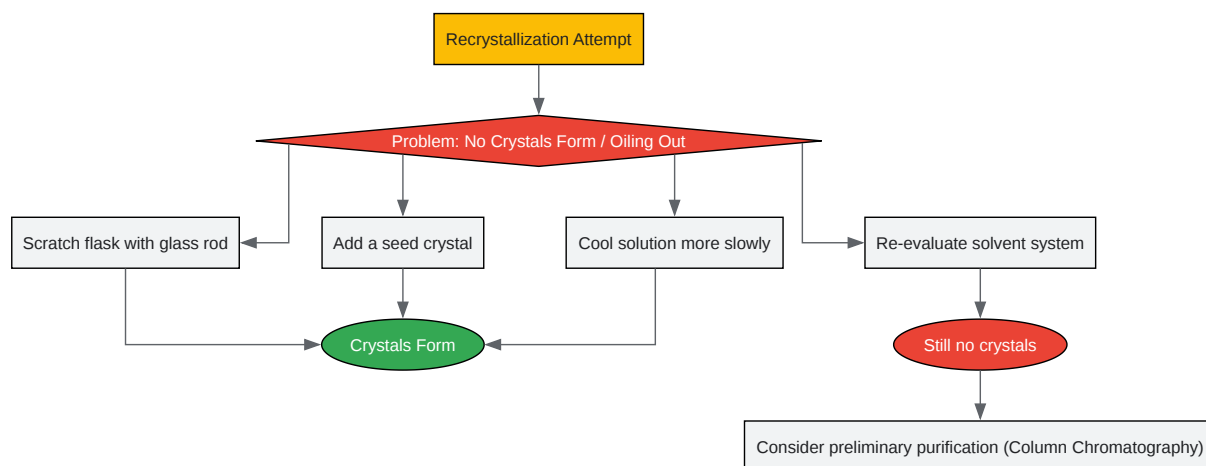 Recrystallization Attempt
Problem: No Crystals Form / Oiling Out
Scratch flask with glass rod
Add a seed crystal
Cool solution more slowly
Re-evaluate solvent system
Crystals Form
Still no crystals
Consider preliminary purification (Column Chromatography)